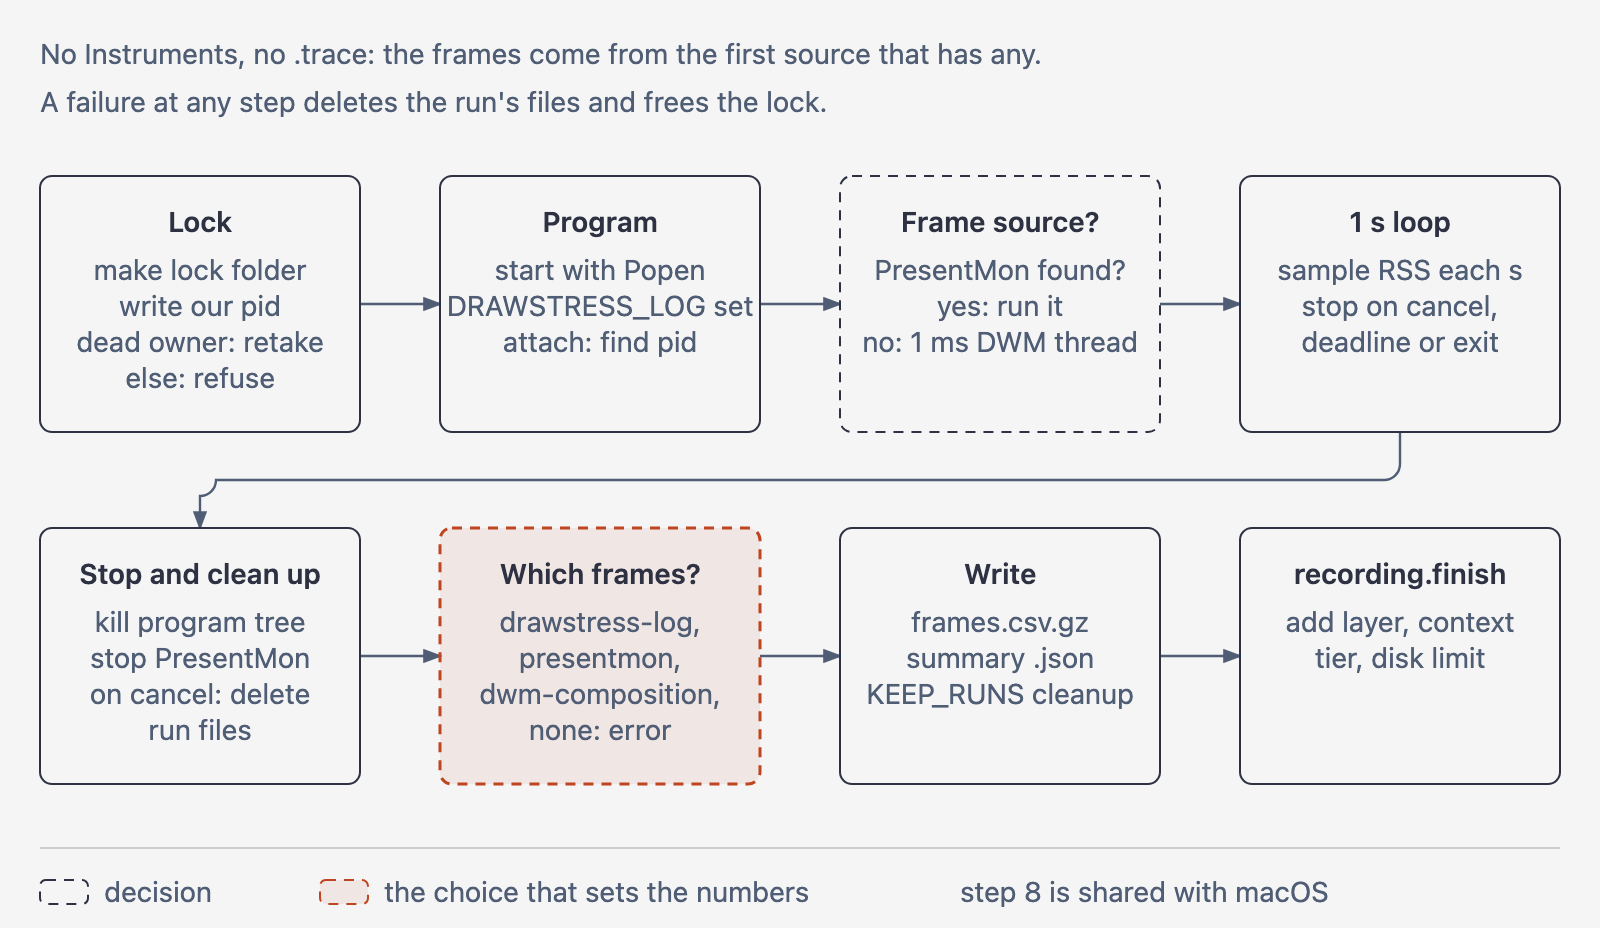 No Instruments, no .trace: the frames come from the first source that has any.
A failure at any step deletes the run's files and frees the lock.
Lock
make lock folder
write our pid
dead owner: retake
else: refuse
Program
start with Popen
DRAWSTRESS_LOG set
attach: find pid
Frame source?
PresentMon found?
yes: run it
no: 1 ms DWM thread
1 s loop
sample RSS each s
stop on cancel,
deadline or exit
Stop and clean up
kill program tree
stop PresentMon
on cancel: delete
run files
Which frames?
drawstress-log,
presentmon,
dwm-composition,
none: error
Write
frames.csv.gz
summary .json
KEEP_RUNS cleanup
recording.finish
add layer, context
tier, disk limit
decision
the choice that sets the numbers
step 8 is shared with macOS